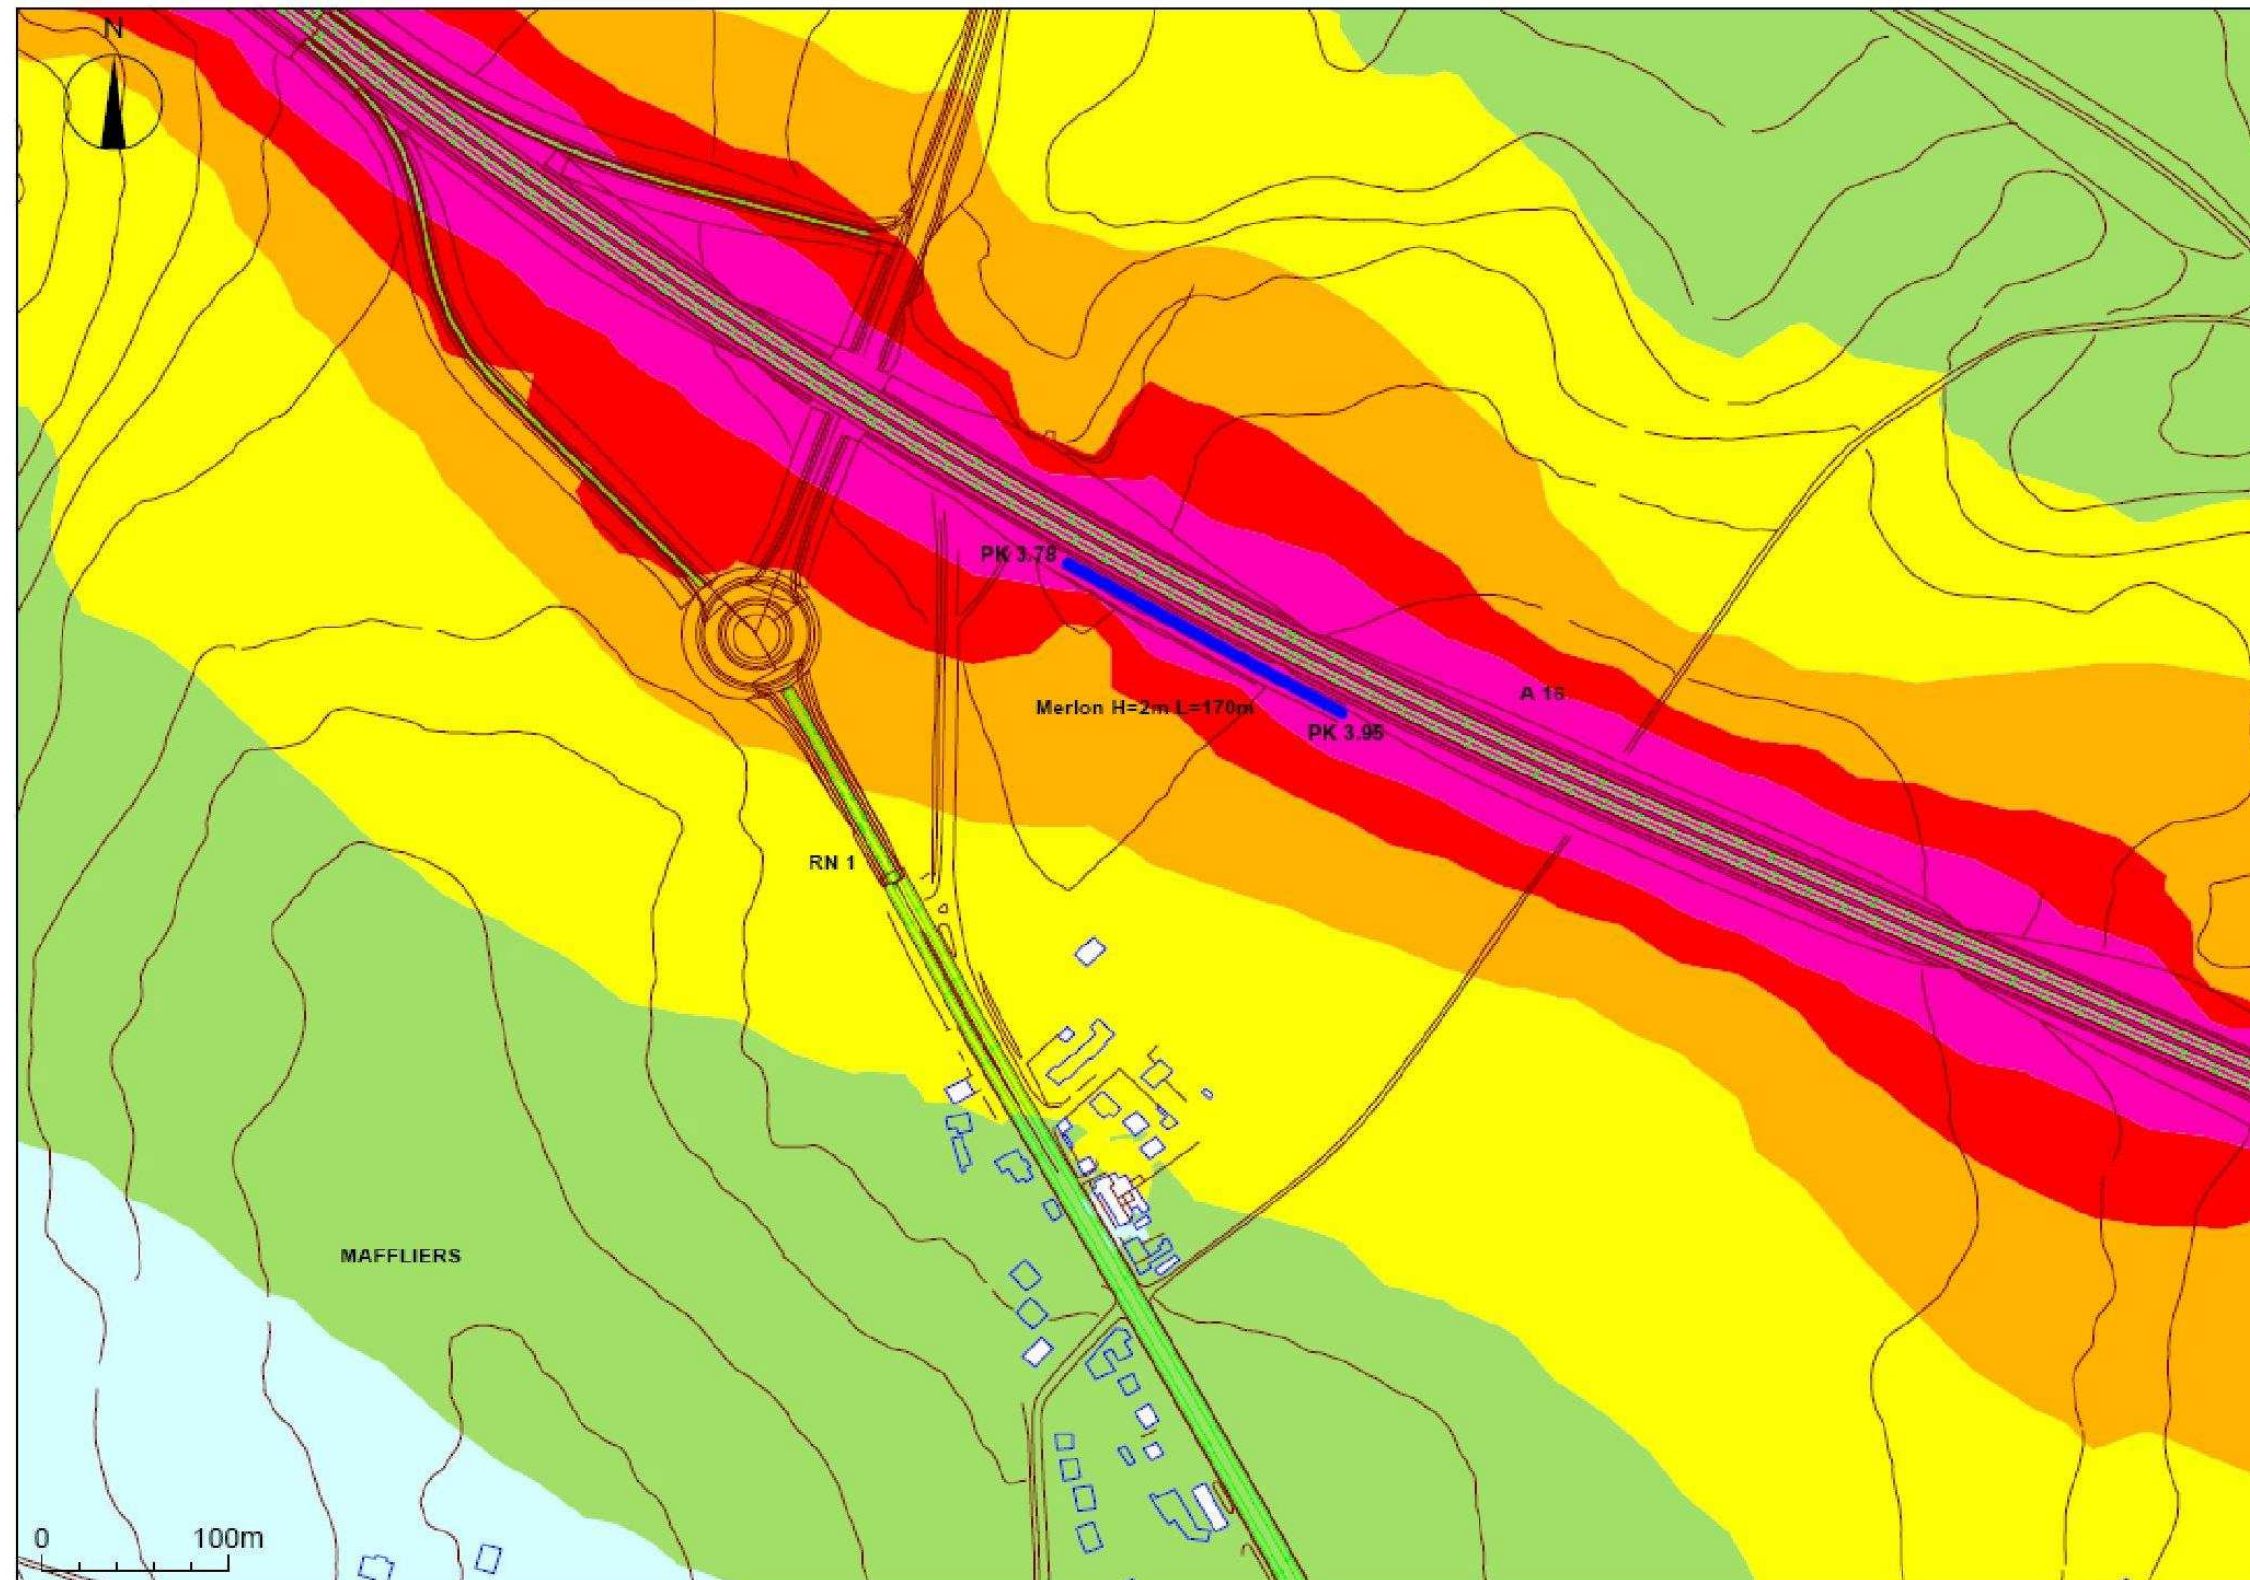 N
PK 3.78
A 16
Merlon H=2m L=170m
PK 3.95
RN 1
MAFFLIERS
0 100m